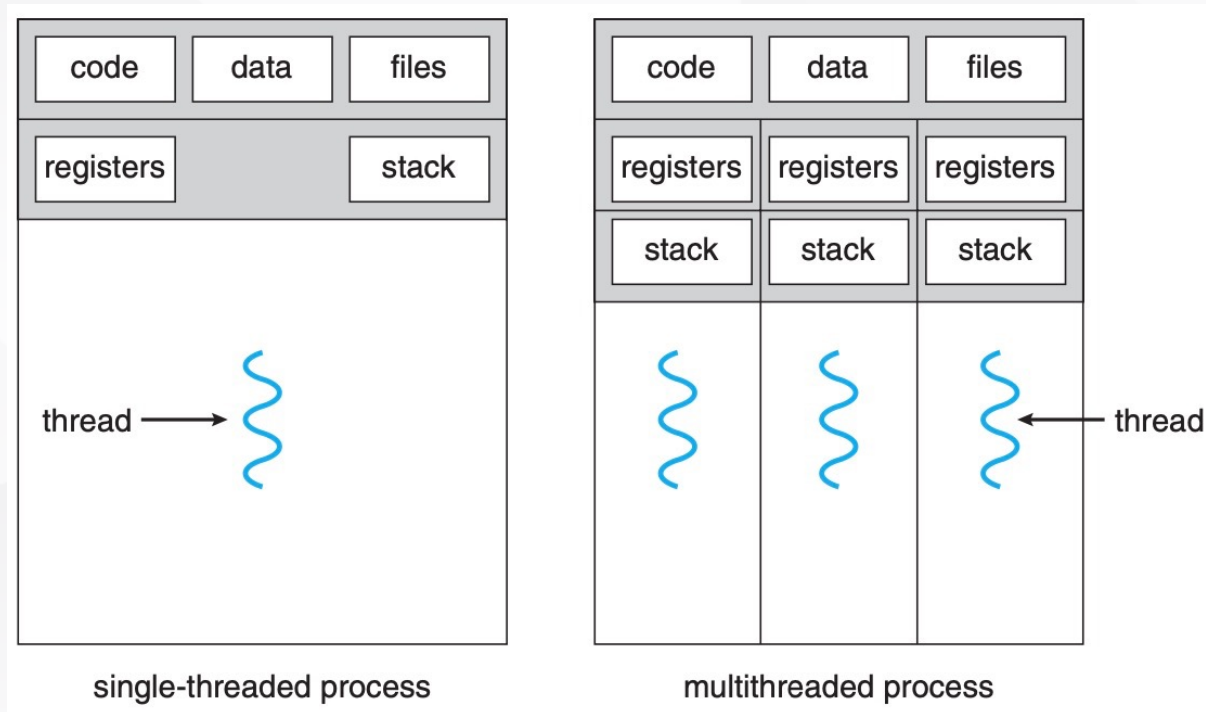 code data files
registers stack
thread
single-threaded process
code data files
registers registers registers
stack stack stack
thread
multithreaded process